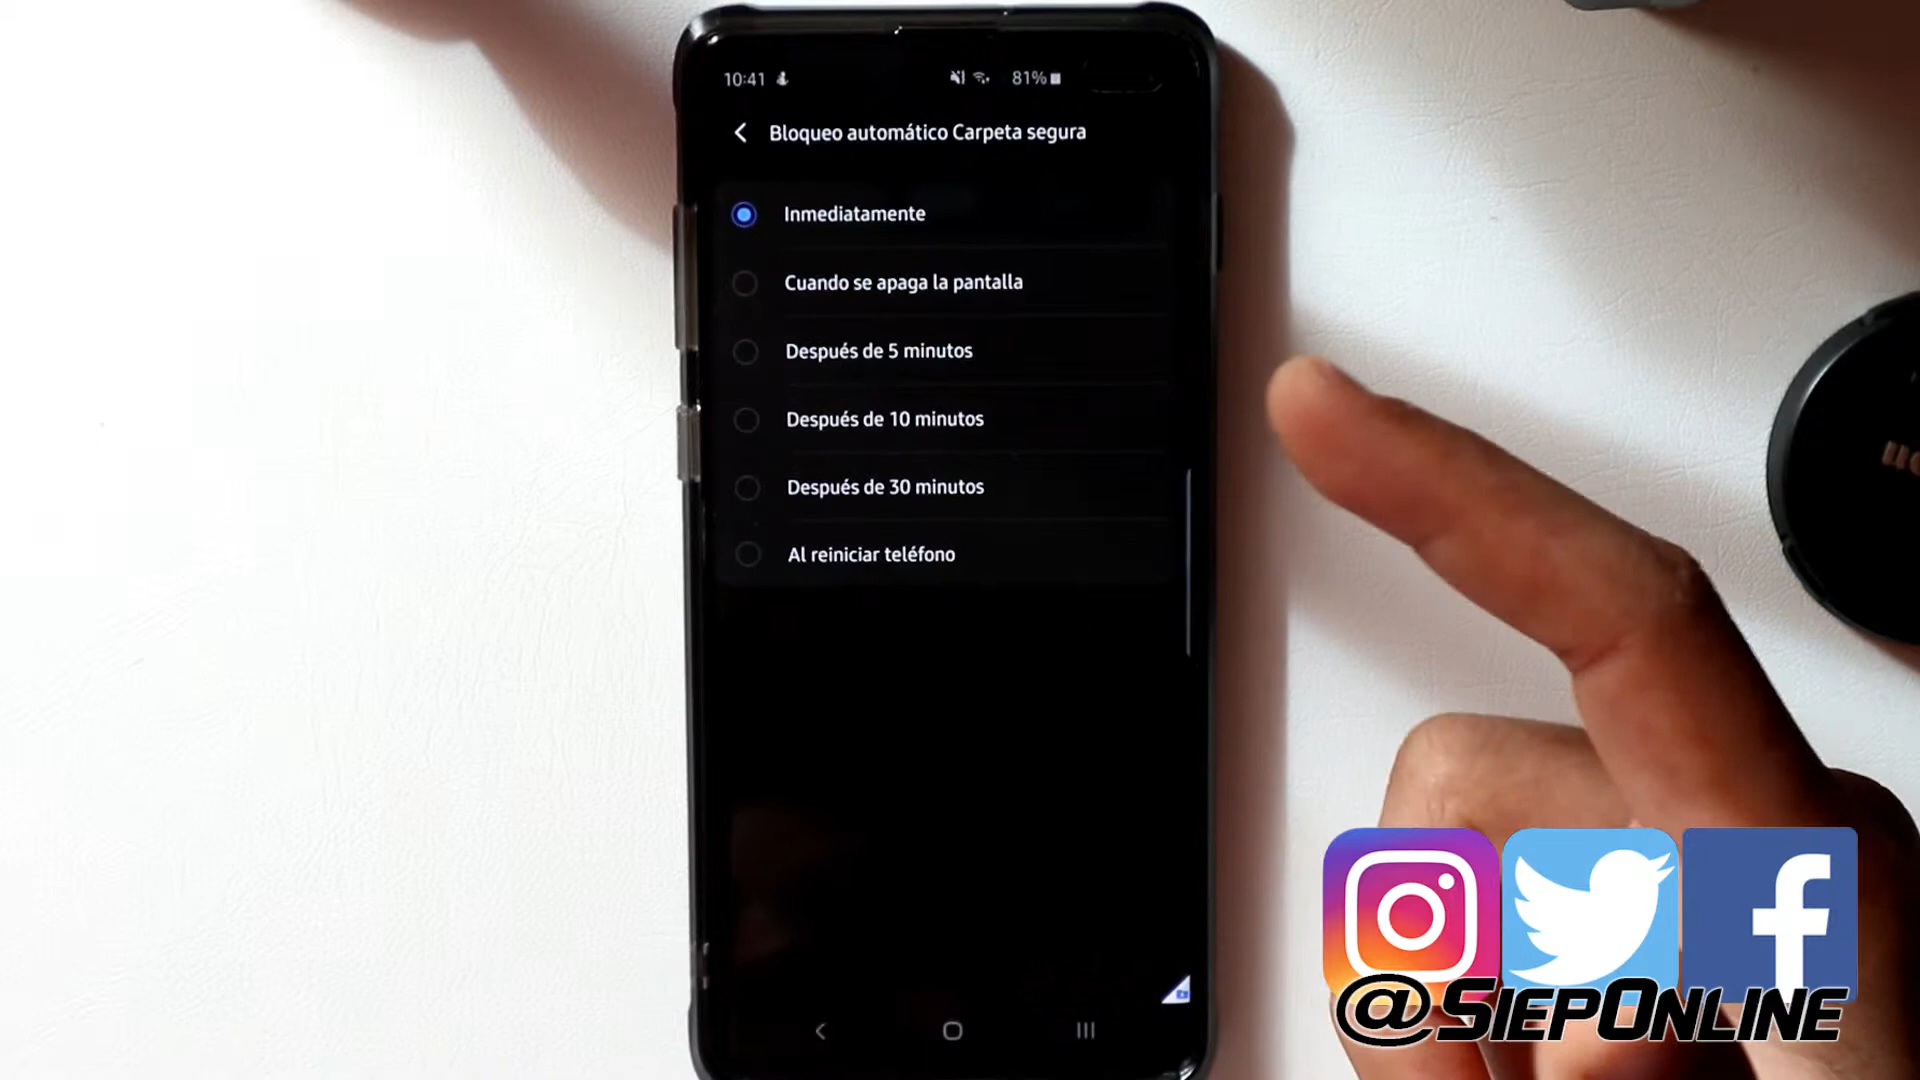 10:41
81%
Bloqueo automático Carpeta segura
Inmediatamente
Cuando se apaga la pantalla
Después de 5 minutos
Después de 10 minutos
Después de 30 minutos
Al reiniciar teléfono
@SiepOnline